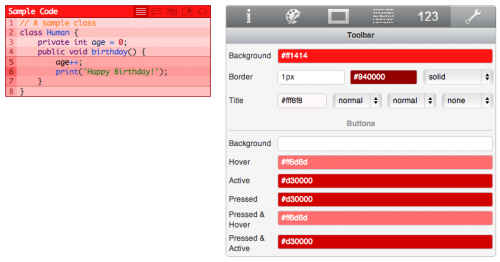 Sample Code
1 // A sample class
2 class Human {
3 private int age = 0;
4 public void birthday() {
5 age++;
6 print('Happy Birthday!');
7 }
8 }
123
Toolbar
Background #ff1414
Border 1px #940000 solid
Title #fff8f8 normal normal none
Buttons
Background
Hover #ff6d6d
Active #d30000
Pressed #d30000
Pressed & Hover #ff6d6d
Pressed & Active #d30000